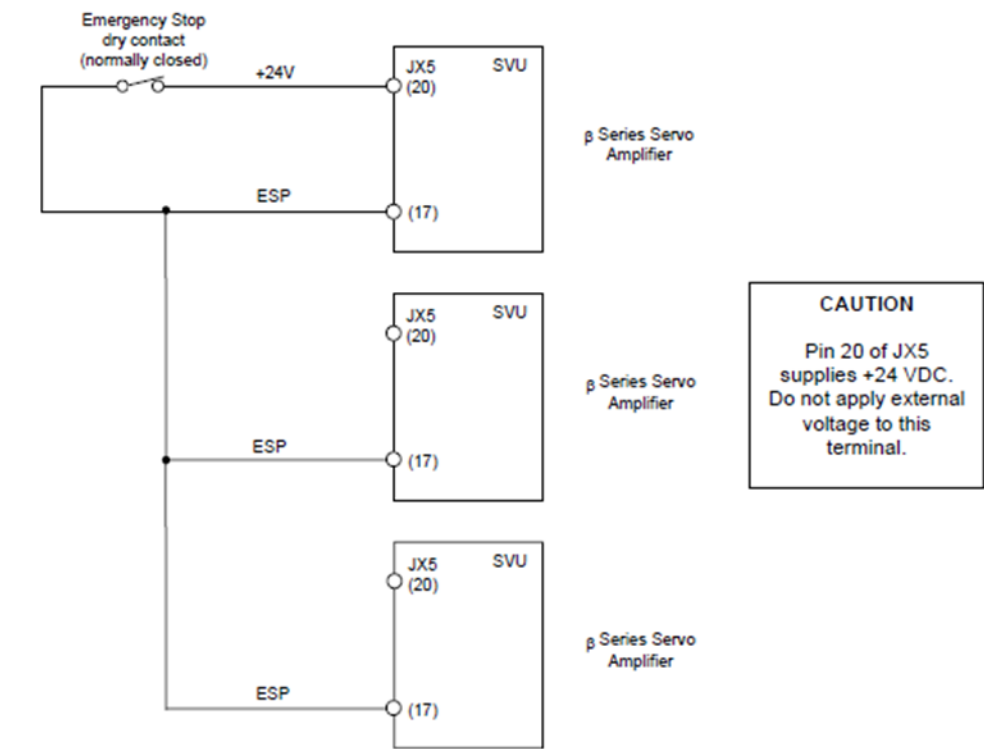 Emergency Stop
dry contact
(normally closed)
+24V
JX5
(20)
SVU
ESP
(17)
β Series Servo
Amplifier
JX5
(20)
SVU
ESP
(17)
β Series Servo
Amplifier
CAUTION
Pin 20 of JX5
supplies +24 VDC.
Do not apply external
voltage to this
terminal.
JX5
(20)
SVU
ESP
(17)
β Series Servo
Amplifier